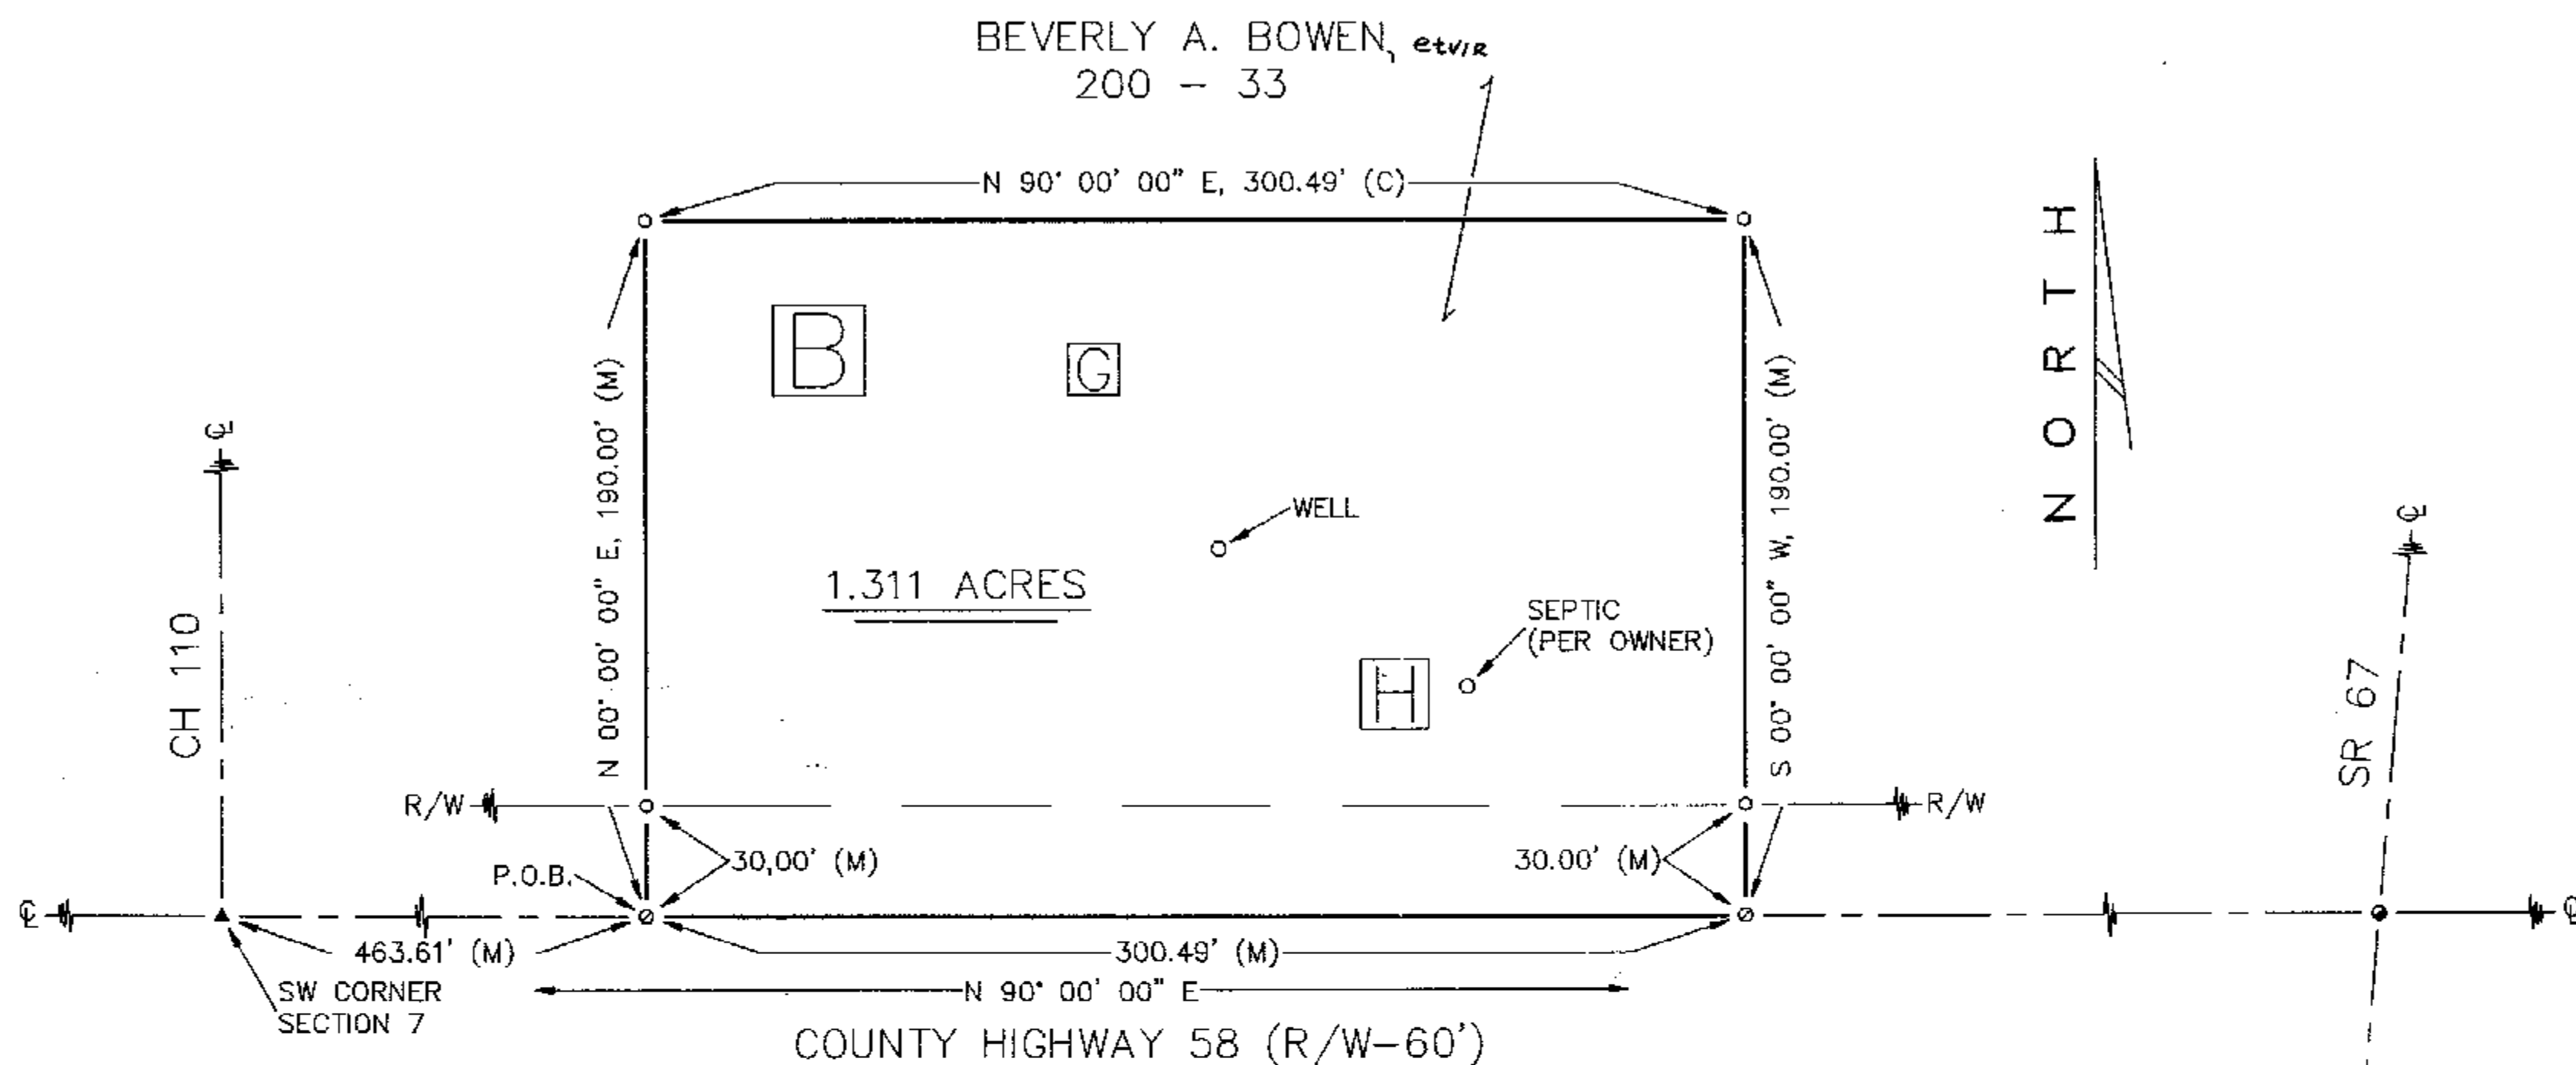 BEVERLY A. BOWEN, etvir
200 - 33
N 90° 00' 00" E, 300.49' (C)
N 00° 00' 00" E, 190.00' (M)
S 00° 00' 00" W, 190.00' (M)
NORTH
B
G
℄
WELL
1.311 ACRES
℄
SEPTIC
(PER OWNER)
H
CH 110
SR 67
R/W
R/W
30,00' (M)
30.00' (M)
P.O.B.
℄
℄
463.61' (M)
300.49' (M)
SW CORNER
SECTION 7
N 90° 00' 00" E
COUNTY HIGHWAY 58 (R/W-60')